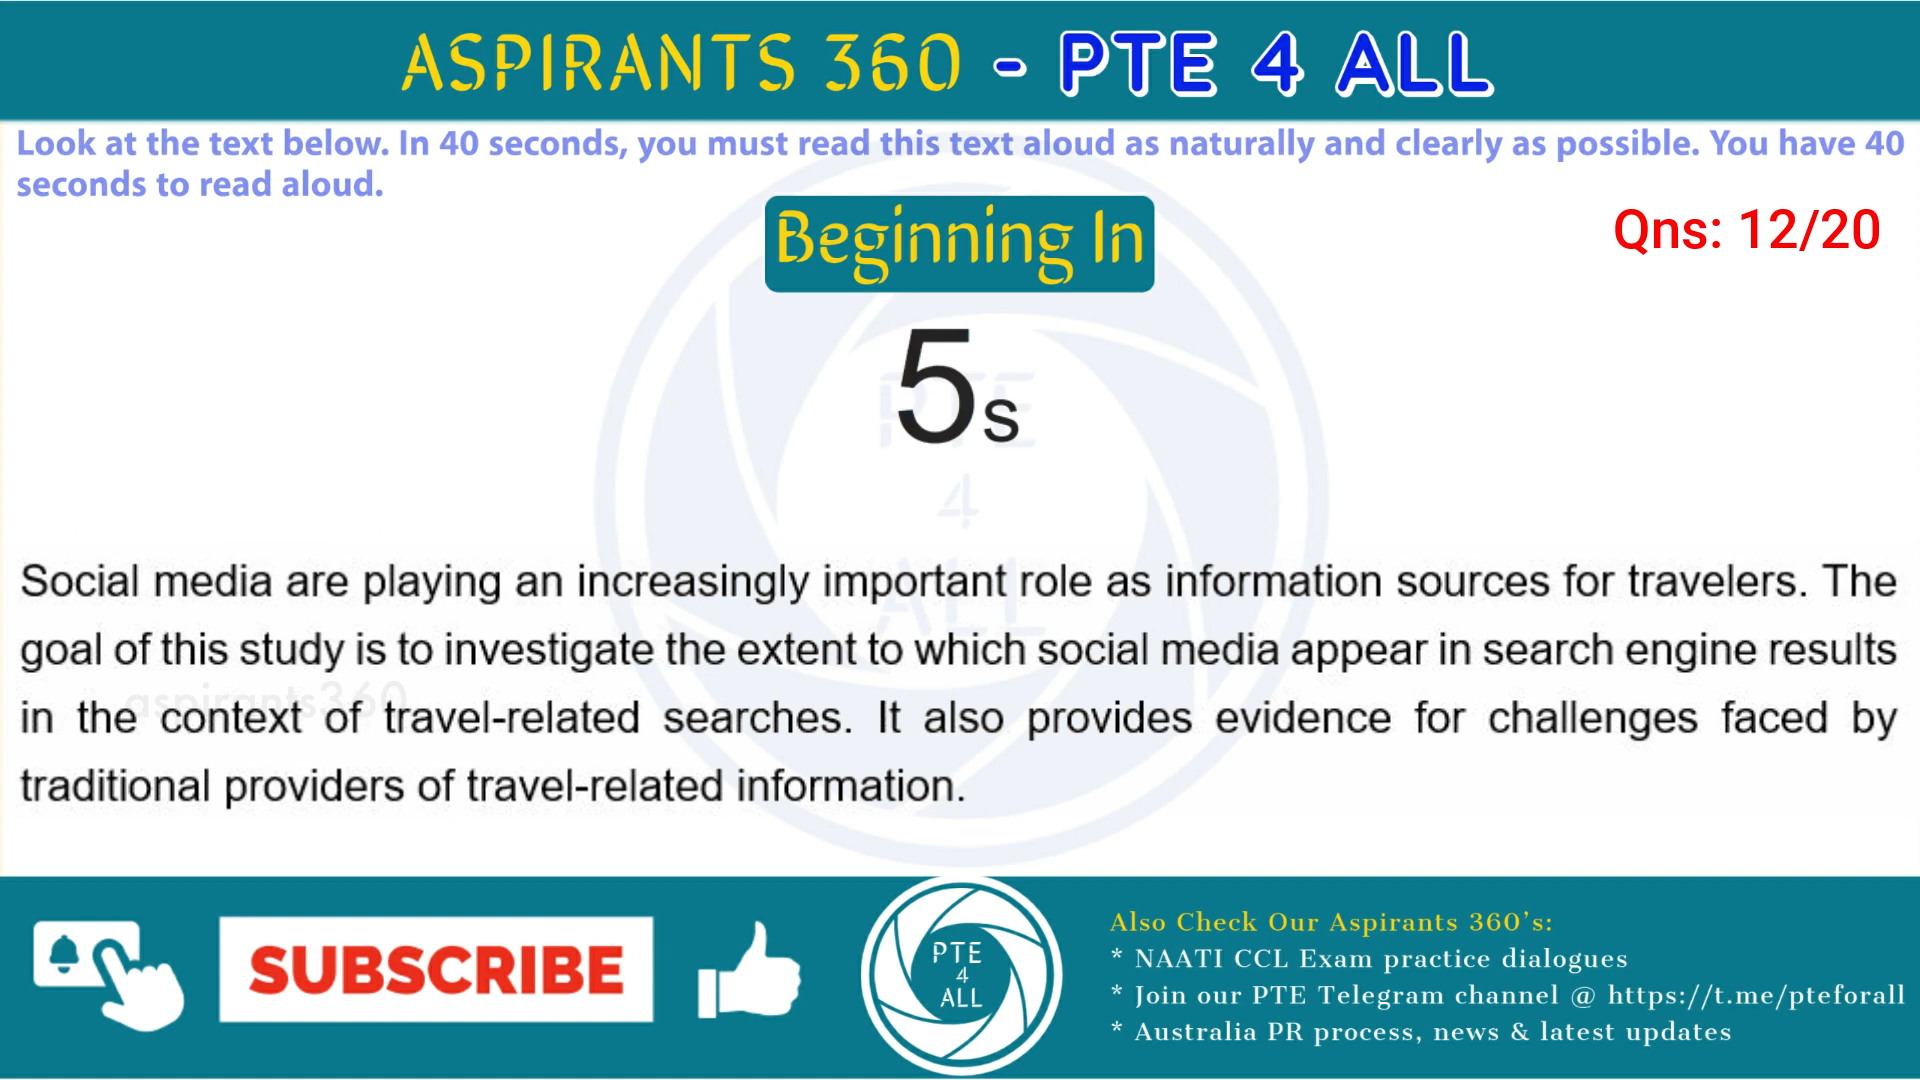 ASPIRANTS 360 - PTE 4 ALL
Look at the text below. In 40 seconds, you must read this text aloud as naturally and clearly as possible. You have 40
seconds to read aloud.
Beginning In
Qns: 12/20
5s
PTE
4
ALL
Social media are playing an increasingly important role as information sources for travelers. The
goal of this study is to investigate the extent to which social media appear in search engine results
aspirants360
in the context of travel-related searches. It also provides evidence for challenges faced by
traditional providers of travel-related information.
SUBSCRIBE
PTE
4
ALL
Also Check Our Aspirants 360's:
* NAATI CCL Exam practice dialogues
* Join our PTE Telegram channel @ https://t.me/pteforall
* Australia PR process, news & latest updates